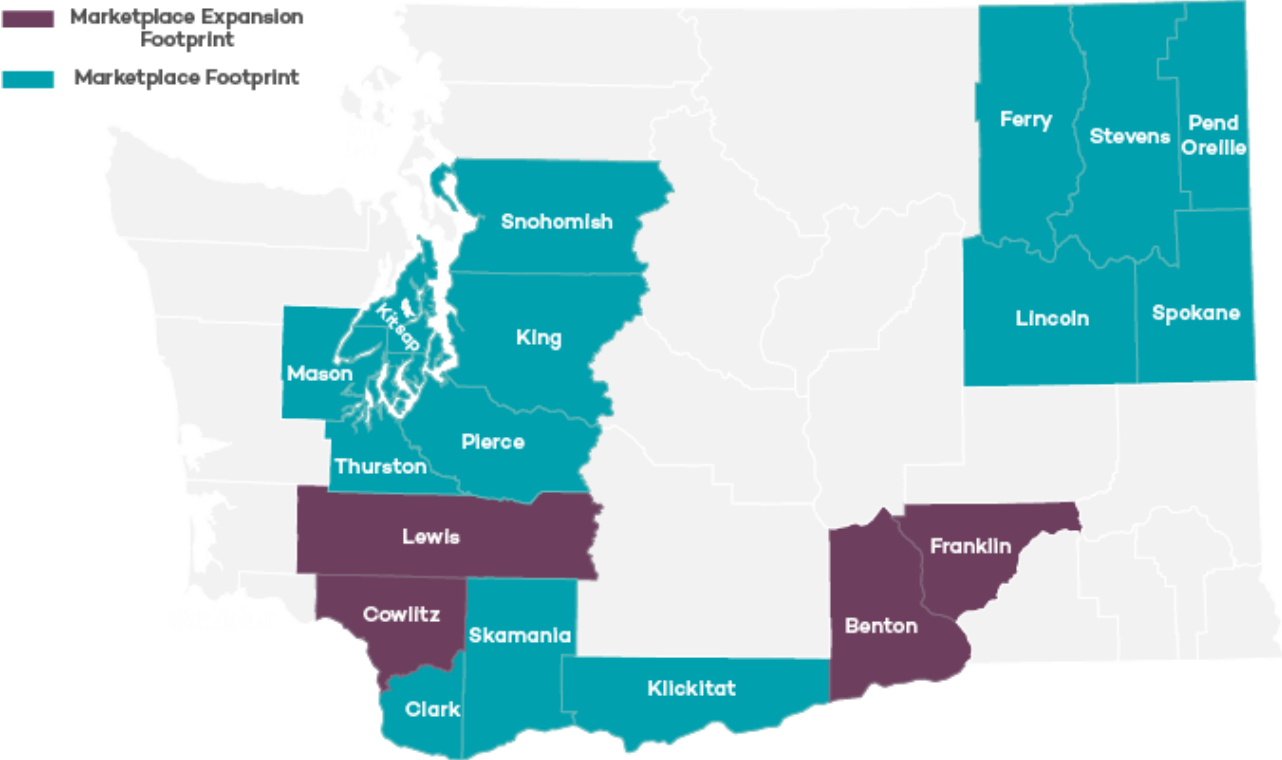 Marketplace Expansion
Footprint
Marketplace Footprint
Ferry
Stevens
Pend
Oreille
Snohomish
Kitsap
King
Lincoln
Spokane
Mason
Pierce
Thurston
Lewis
Franklin
Cowlitz
Skamania
Benton
Klickitat
Clark